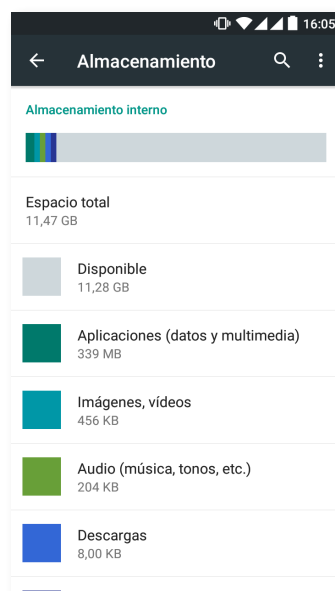 16:05
Almacenamiento
Almacenamiento interno
Espacio total
11,47 GB
Disponible
11,28 GB
Aplicaciones (datos y multimedia)
339 MB
Imágenes, vídeos
456 KB
Audio (música, tonos, etc.)
204 KB
Descargas
8,00 KB